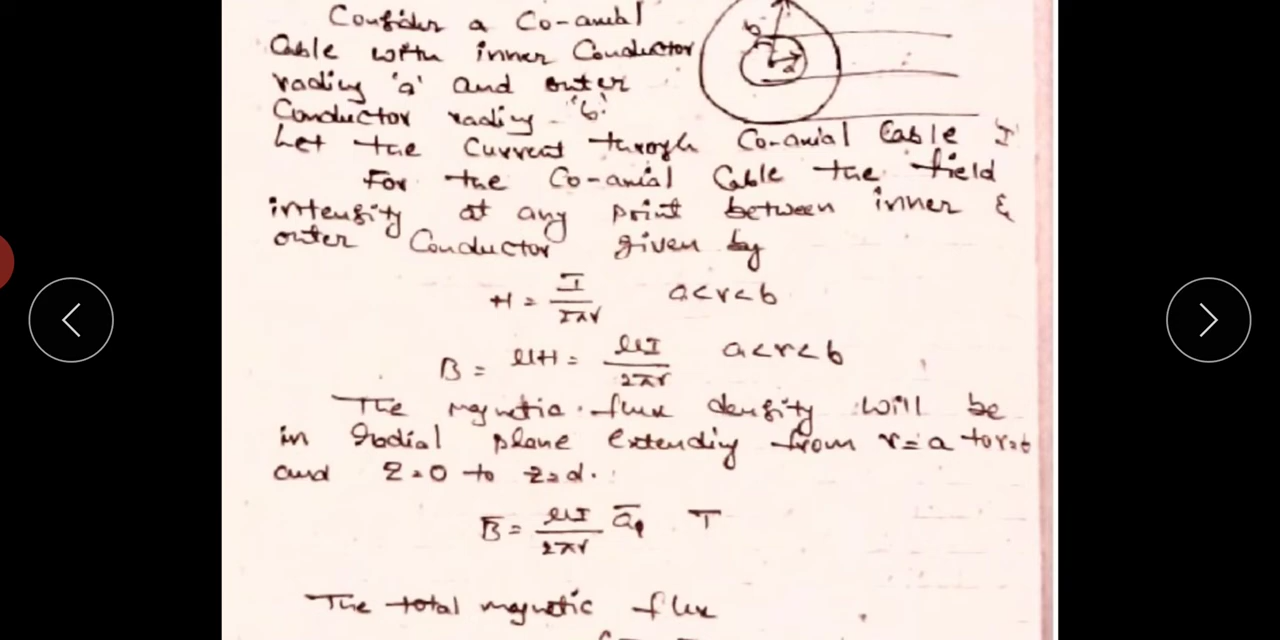 Consider a Co-axial
Cable with inner Conductor
radius 'a' and outer
Conductor radius 'b'.
b
a
Let the Current through Co-axial Cable I
For the Co-axial Cable the field
intensity at any point between inner &
outer Conductor given by
H = I/2πr a<r<b
B = μH = μI/2πr a<r<b
The magnetic flux density will be
in radial plane extending from r=a to r=b
and z=0 to z=d.
B̄ = μI/2πr āφ T
The total magnetic flux